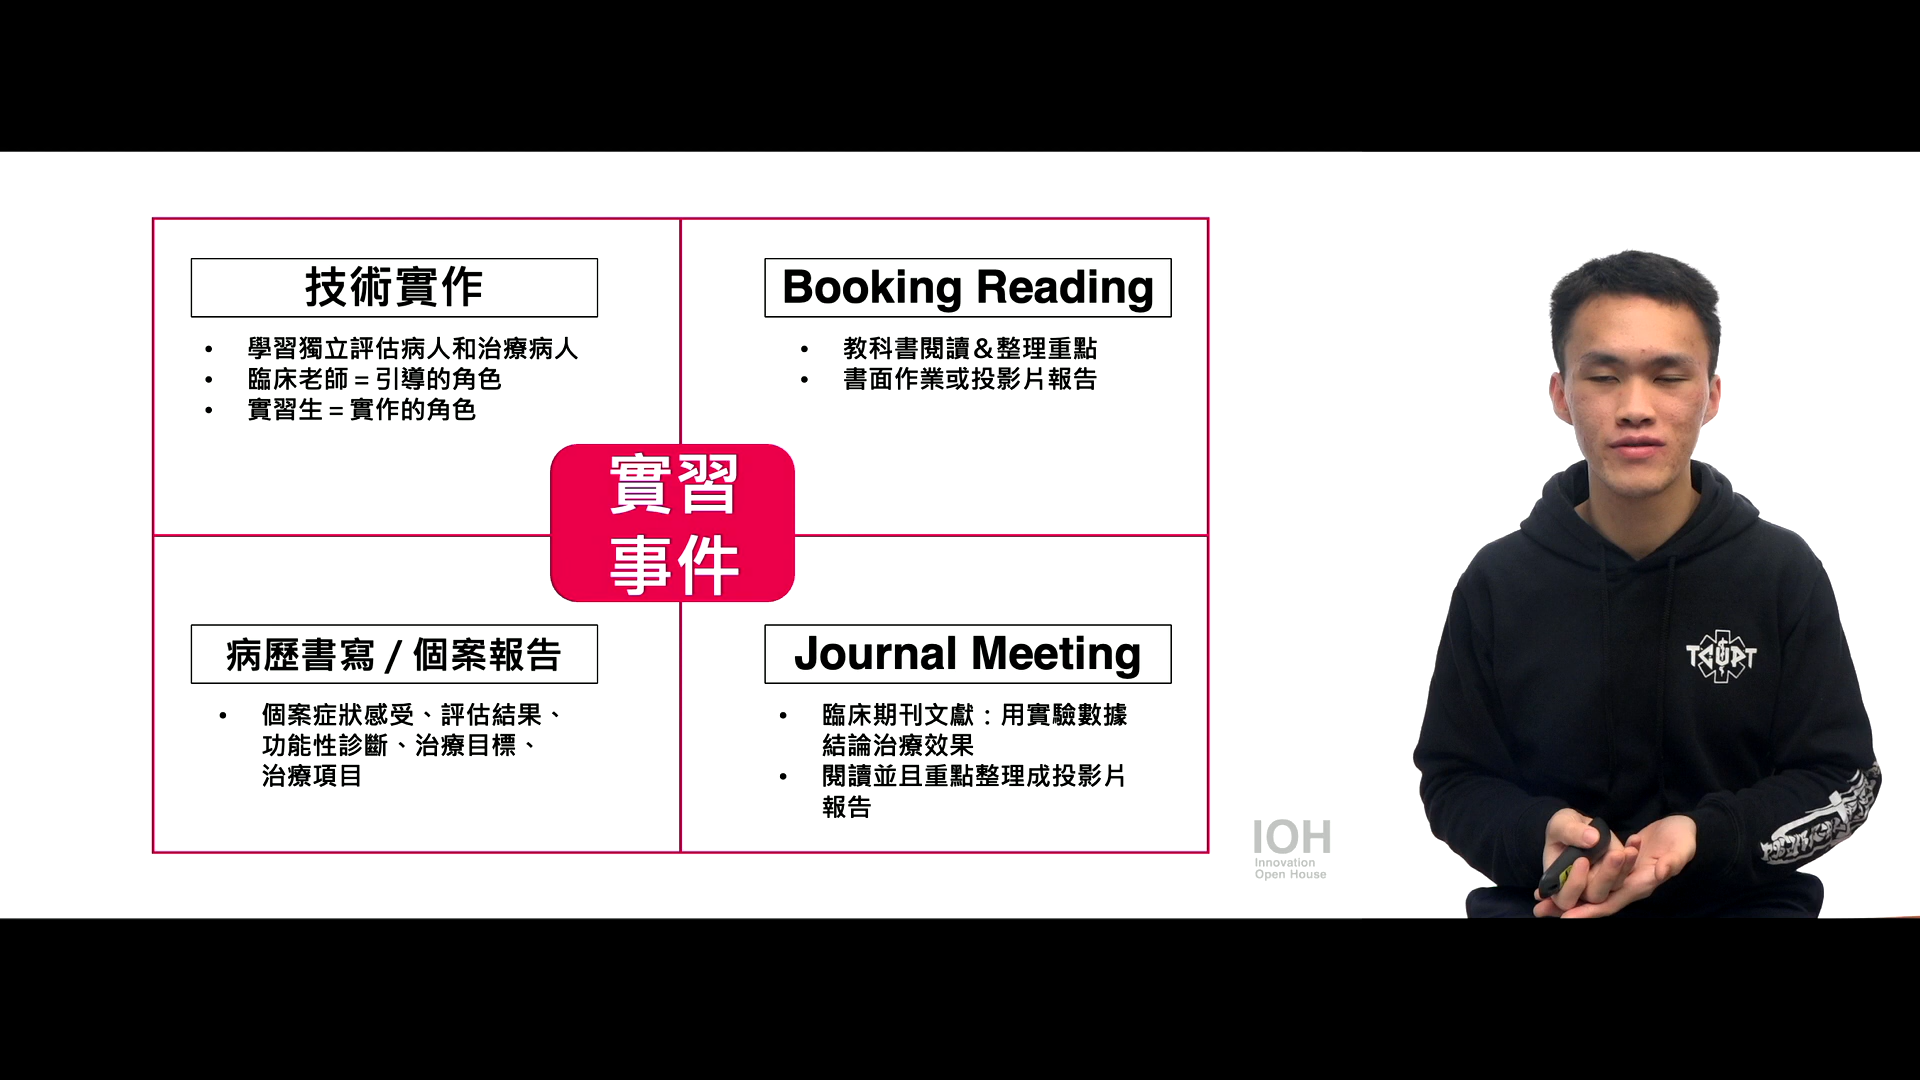 技術實作
• 學習獨立評估病人和治療病人
• 臨床老師 = 引導的角色
• 實習生 = 實作的角色
Booking Reading
• 教科書閱讀＆整理重點
• 書面作業或投影片報告
實習
事件
病歷書寫 / 個案報告
• 個案症狀感受、評估結果、
功能性診斷、治療目標、
治療項目
Journal Meeting
• 臨床期刊文獻：用實驗數據
結論治療效果
• 閱讀並且重點整理成投影片
報告
IOH
Innovation
Open House
TCUPT